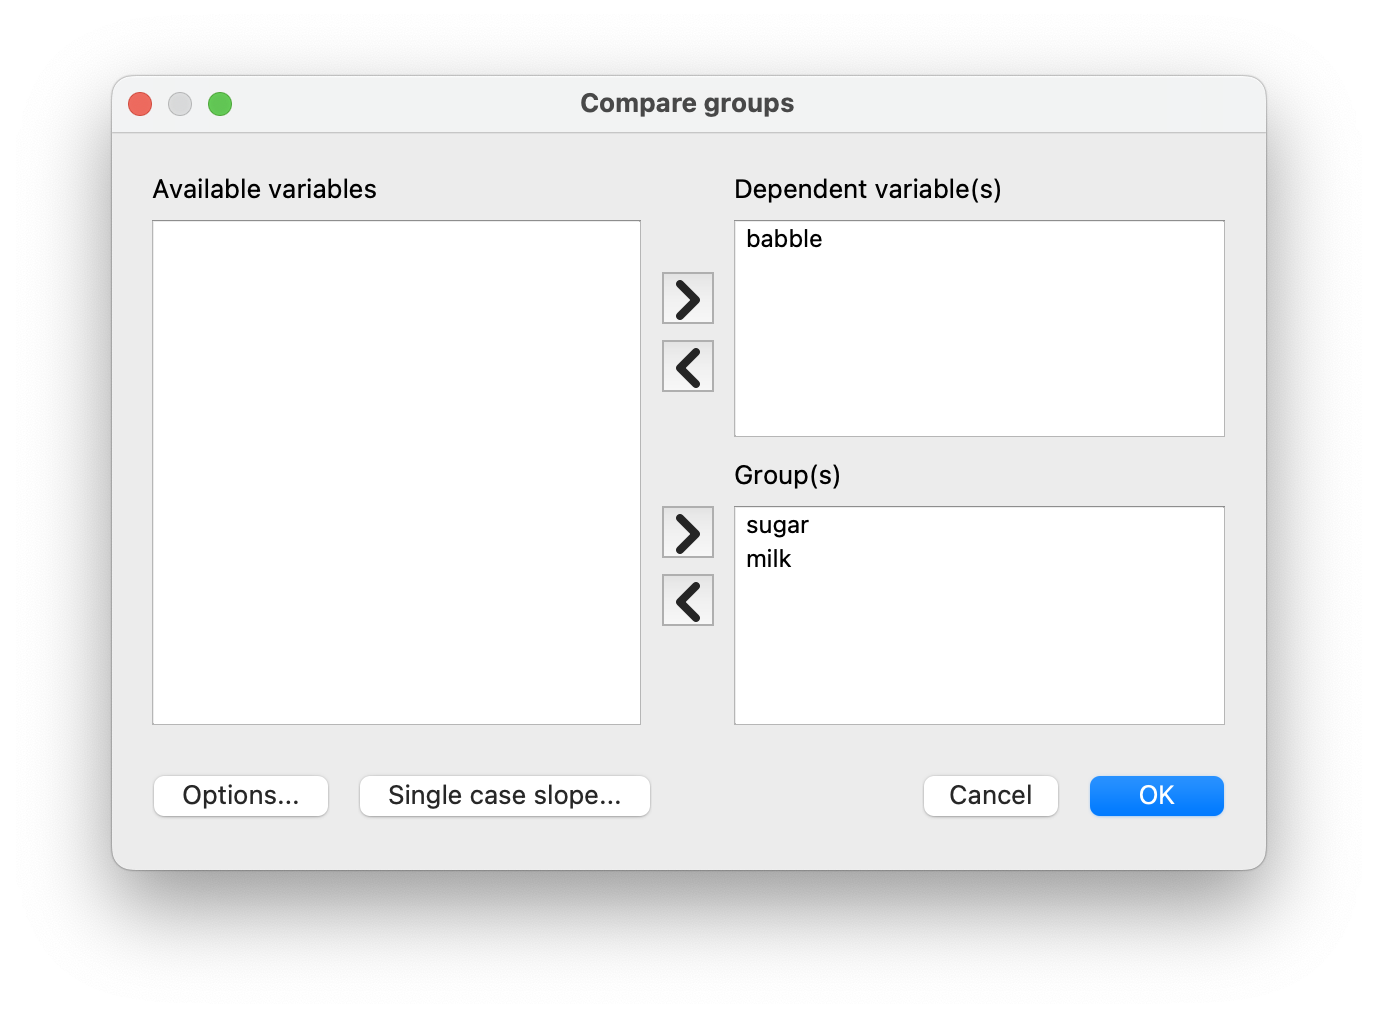 Compare groups
Available variables
Dependent variable(s)
babble
Group(s)
sugar
milk
Options...
Single case slope...
Cancel
OK